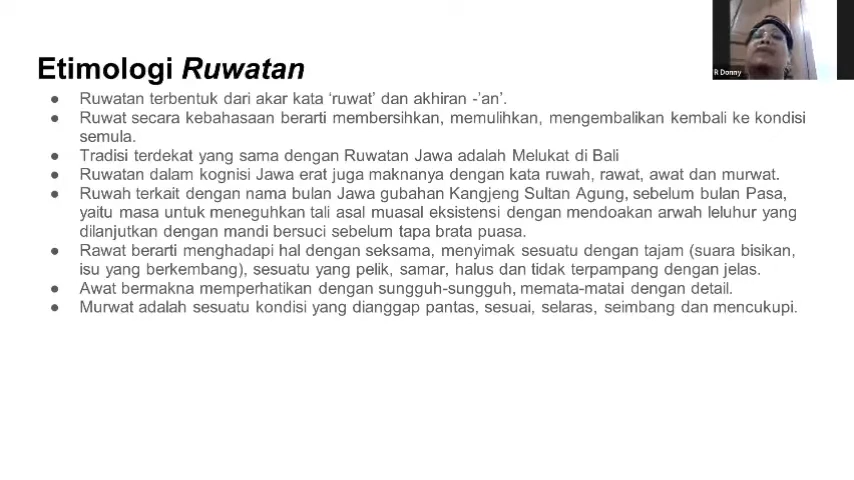 Etimologi Ruwatan
● Ruwatan terbentuk dari akar kata ‘ruwat’ dan akhiran -’an’.
● Ruwat secara kebahasaan berarti membersihkan, memulihkan, mengembalikan kembali ke kondisi
semula.
● Tradisi terdekat yang sama dengan Ruwatan Jawa adalah Melukat di Bali
● Ruwatan dalam kognisi Jawa erat juga maknanya dengan kata ruwah, rawat, awat dan murwat.
● Ruwah terkait dengan nama bulan Jawa gubahan Kangjeng Sultan Agung, sebelum bulan Pasa,
yaitu masa untuk meneguhkan tali asal muasal eksistensi dengan mendoakan arwah leluhur yang
dilanjutkan dengan mandi bersuci sebelum tapa brata puasa.
● Rawat berarti menghadapi hal dengan seksama, menyimak sesuatu dengan tajam (suara bisikan,
isu yang berkembang), sesuatu yang pelik, samar, halus dan tidak terpampang dengan jelas.
● Awat bermakna memperhatikan dengan sungguh-sungguh, memata-matai dengan detail.
● Murwat adalah sesuatu kondisi yang dianggap pantas, sesuai, selaras, seimbang dan mencukupi.
R Donny